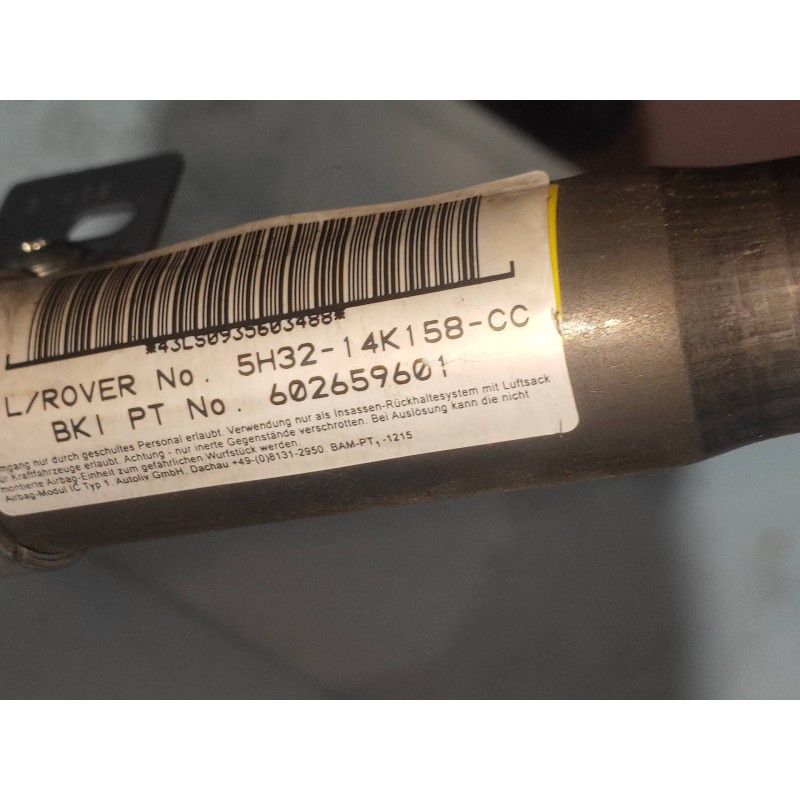 *43L50935603488*
L/ROVER No. 5H32-14K158-CC
BKI PT No. 602659601
mgang nur durch geschultes Personal erlaubt. Verwendung nur als Insassen-Rückhaltesystem mit Luftsack
ür Kraftfahrzeuge erlaubt. Achtung - nur inerte Gegenstände verschrotten. Bei Auslösung kann die nicht
montierte Airbag-Einheit zum gefährlichen Wurfstück werden.
Airbag-Modul IC Typ 1. Autoliv GmbH, Dachau +49-(0)8131-2950. BAM-PT₁-1215